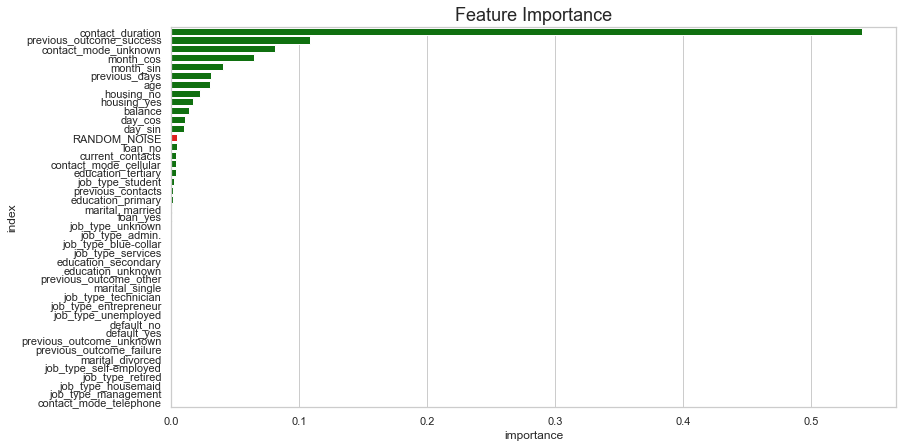 Feature Importance
contact_duration
previous_outcome_success
contact_mode_unknown
month_cos
month_sin
previous_days
age
housing_no
housing_yes
balance
day_cos
day_sin
RANDOM_NOISE
loan_no
current_contacts
contact_mode_cellular
education_tertiary
job_type_student
previous_contacts
education_primary
marital_married
loan_yes
job_type_unknown
job_type_admin.
job_type_blue-collar
job_type_services
education_secondary
education_unknown
previous_outcome_other
marital_single
job_type_technician
job_type_entrepreneur
job_type_unemployed
default_no
default_yes
previous_outcome_unknown
previous_outcome_failure
marital_divorced
job_type_self-employed
job_type_retired
job_type_housemaid
job_type_management
contact_mode_telephone
index
0.0 0.1 0.2 0.3 0.4 0.5
importance